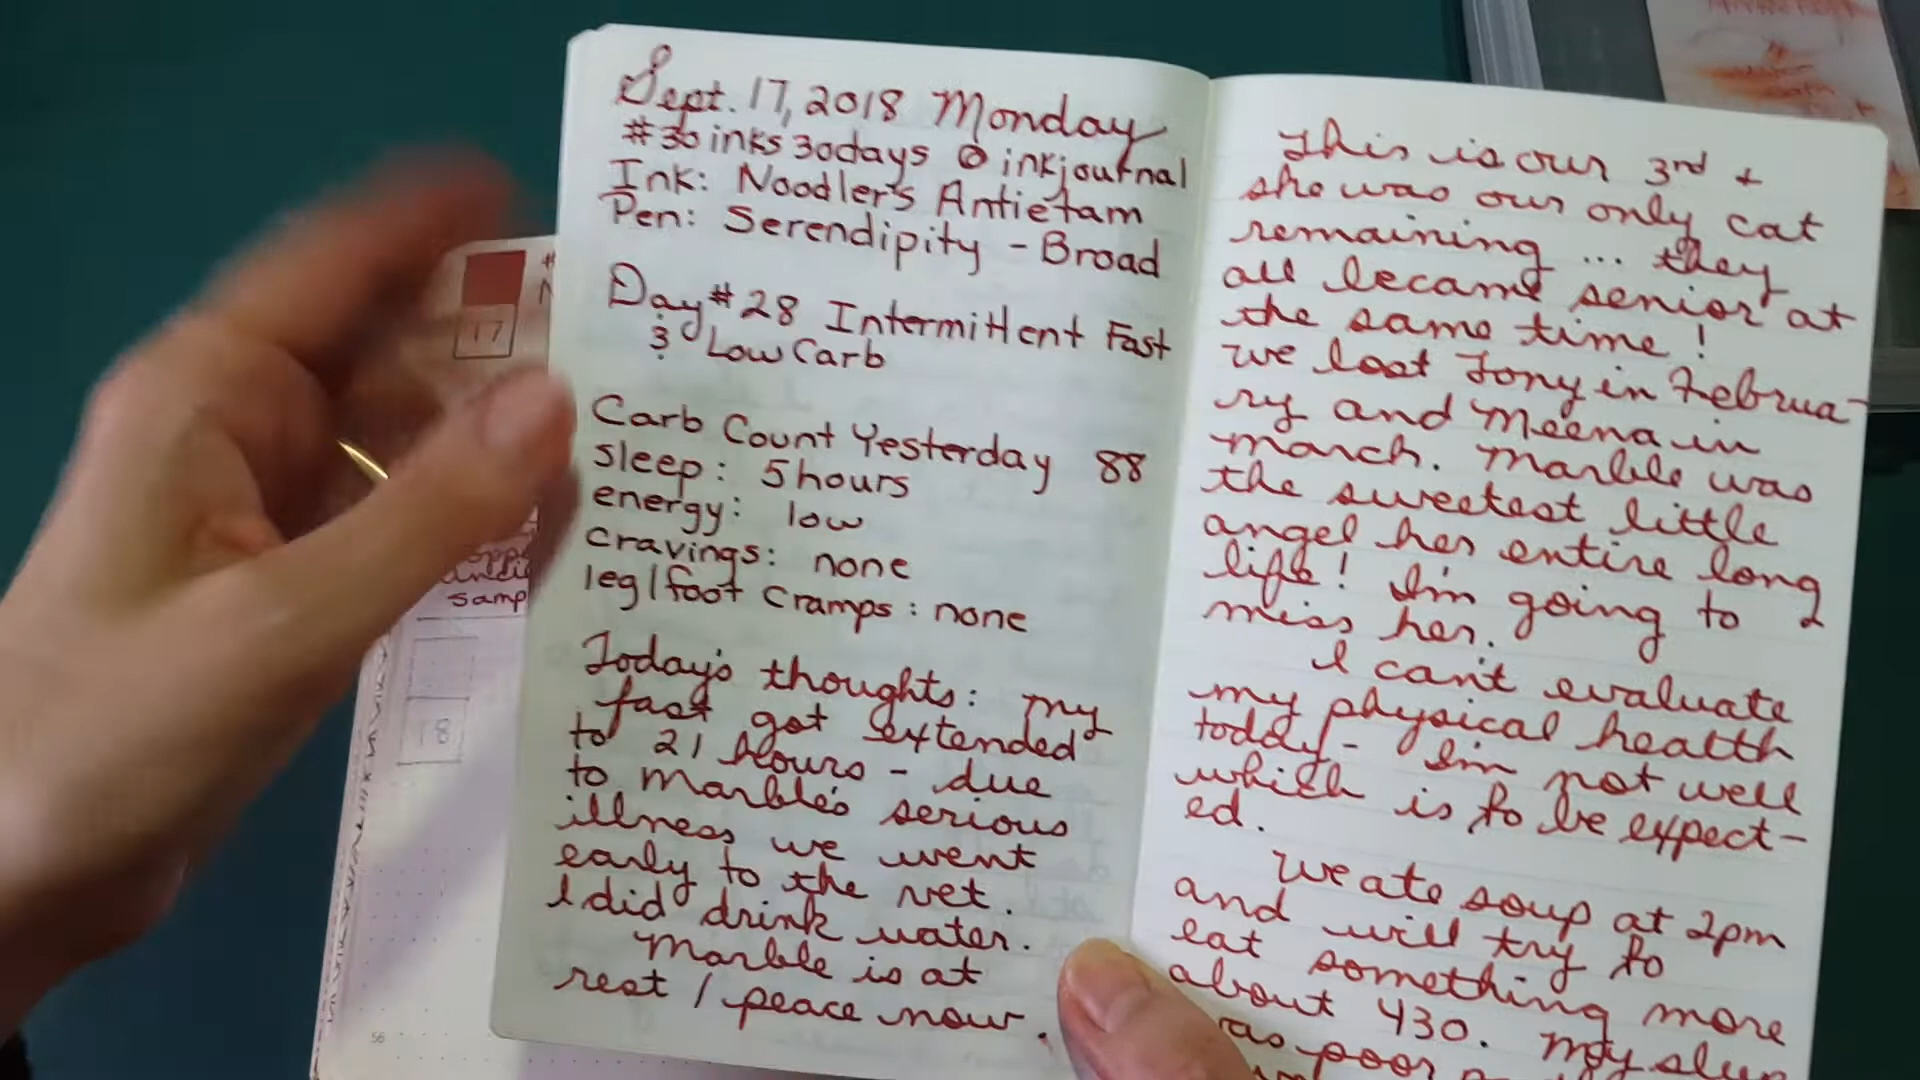 Sept. 17, 2018 Monday
#30inks30days @inkjournal
Ink: Noodler's Antietam
Pen: Serendipity - Broad
Day #28 Intermittent Fast
& Low Carb
Carb Count Yesterday 88
sleep: 5 hours
energy: low
cravings: none
leg/foot cramps: none
Today's thoughts: my
fast got extended
to 21 hours - due
to Marble's serious
illness we went
early to the vet.
I did drink water.
Marble is at
rest / peace now.
This is our 3rd +
she was our only cat
remaining ... they
all became senior at
the same time!
We lost Tony in Februa-
ry and Meena in
March. Marble was
the sweetest little
angel her entire long
life! I'm going to
miss her.
I can't evaluate
my physical health
today - I'm not well
which is to be expect-
ed.
We ate soup at 2pm
and will try to
eat something more
about 430. My
as poor
17
samp
18
56